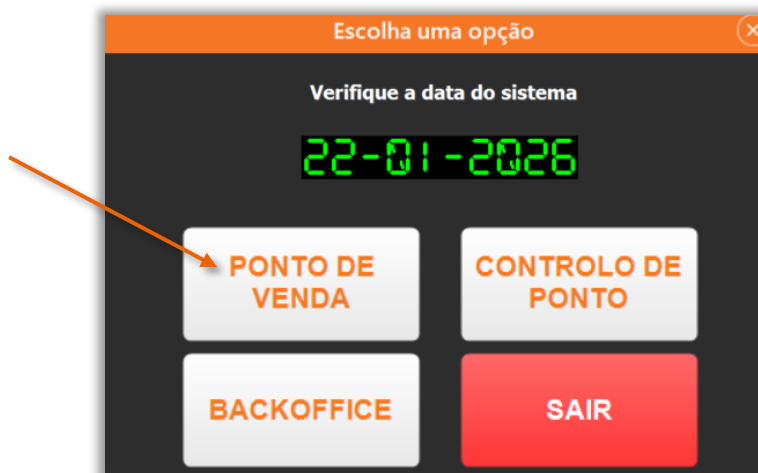 Escolha uma opção
Verifique a data do sistema
22-01-2026
PONTO DE
VENDA
CONTROLO DE
PONTO
BACKOFFICE
SAIR